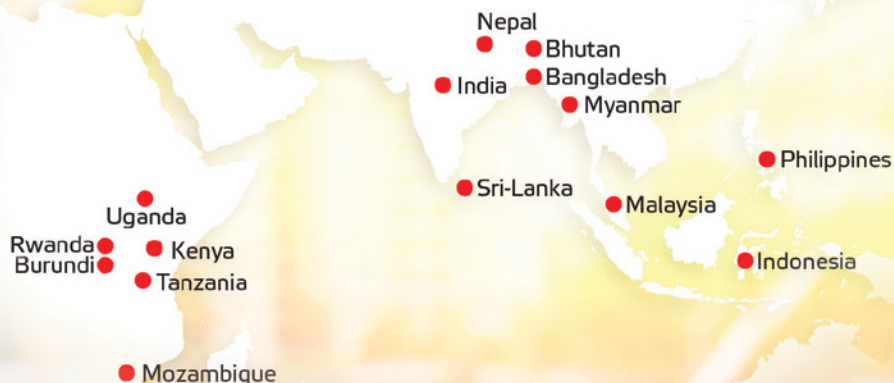 Nepal
Bhutan
Bangladesh
India
Myanmar
Philippines
Sri-Lanka
Malaysia
Uganda
Rwanda
Kenya
Burundi
Indonesia
Tanzania
Mozambique